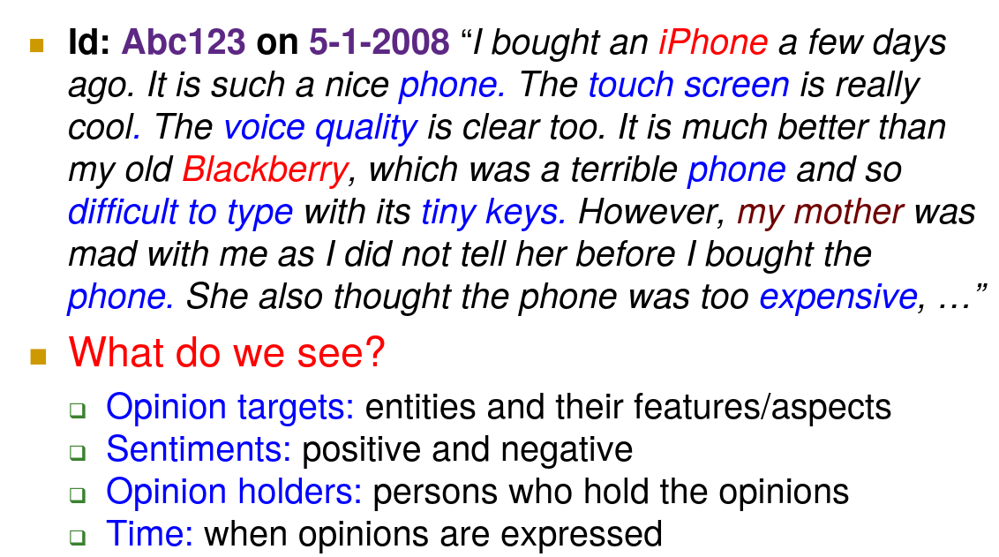 Id: Abc123 on 5-1-2008 “I bought an iPhone a few days
ago. It is such a nice phone. The touch screen is really
cool. The voice quality is clear too. It is much better than
my old Blackberry, which was a terrible phone and so
difficult to type with its tiny keys. However, my mother was
mad with me as I did not tell her before I bought the
phone. She also thought the phone was too expensive, …”
What do we see?
Opinion targets: entities and their features/aspects
Sentiments: positive and negative
Opinion holders: persons who hold the opinions
Time: when opinions are expressed